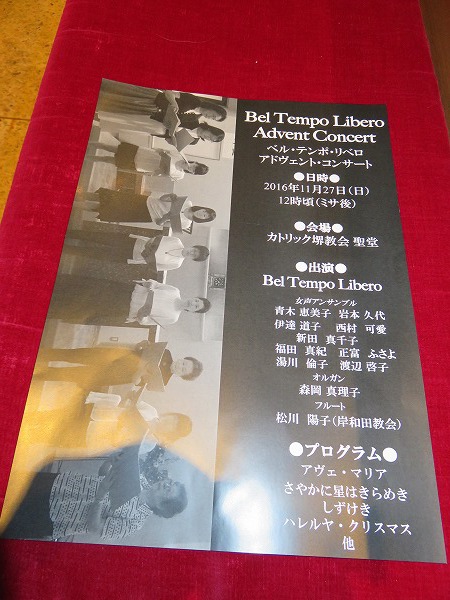 Bel Tempo Libero
Advent Concert
ベル・テンポ・リベロ
アドヴェント・コンサート
●日時●
2016年11月27日(日)
12時頃(ミサ後)
●会場●
カトリック堺教会 聖堂
●出演●
Bel Tempo Libero
女声アンサンブル
青木 恵美子 岩本 久代
伊達 道子 西村 可愛
新田 真千子
福田 真紀 正富 ふさよ
湯川 倫子 渡辺 啓子
オルガン
森岡 真理子
フルート
松川 陽子(岸和田教会)
●プログラム●
アヴェ・マリア
さやかに星はきらめき
しずけき
ハレルヤ・クリスマス
他